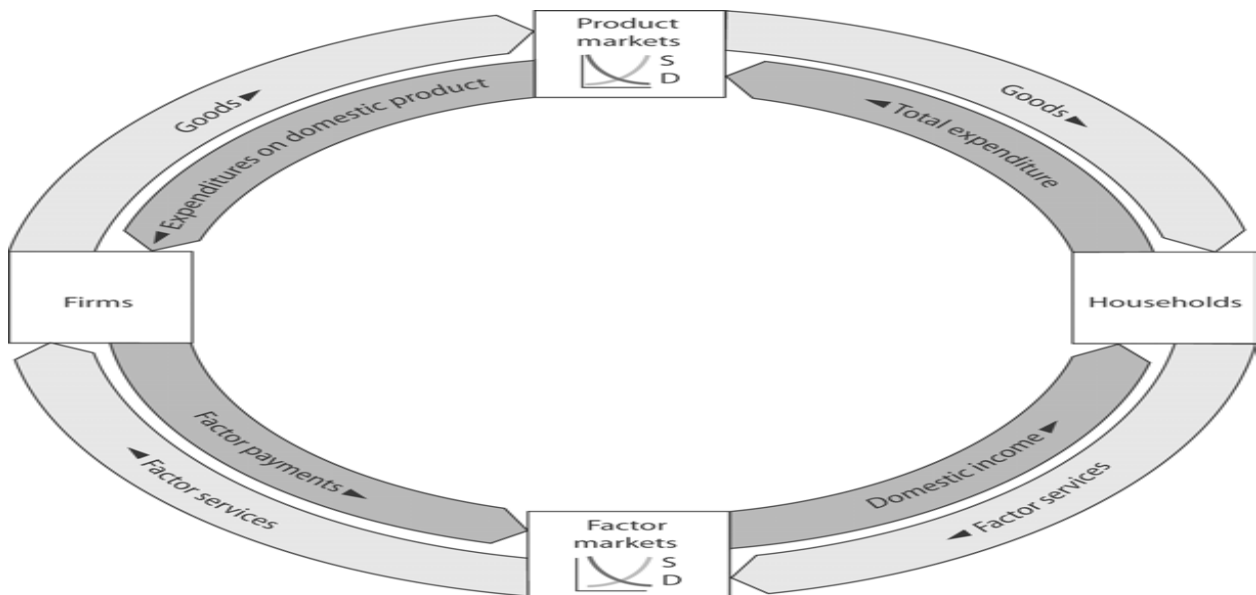 Product
markets
S
D
Goods
Goods
Expenditures on domestic product
Total expenditure
Firms
Households
Factor payments
Domestic income
Factor services
Factor services
Factor
markets
S
D